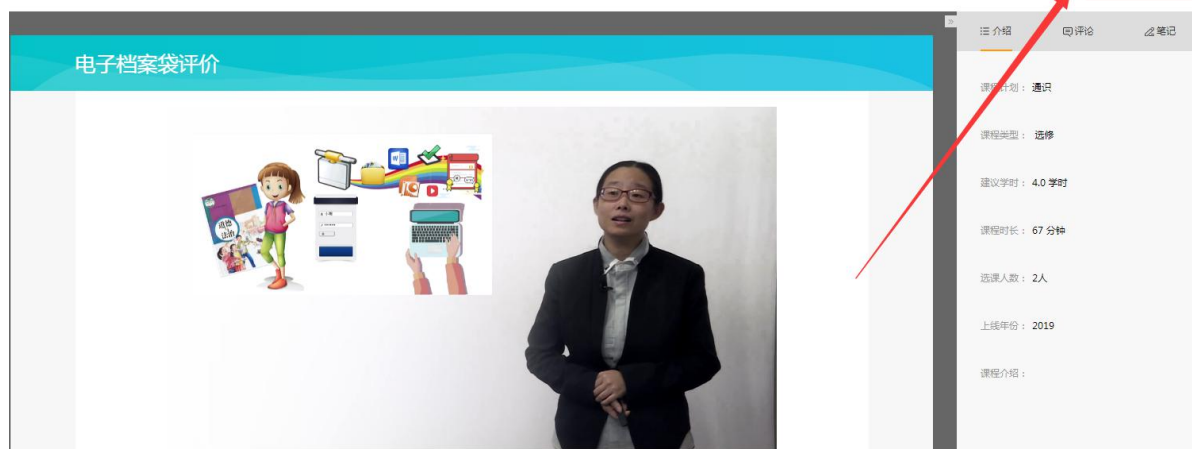 介绍
评论
笔记
电子档案袋评价
课程计划： 通识
课程类型： 选修
建议学时： 4.0 学时
课程时长： 67 分钟
选课人数： 2人
上线年份： 2019
课程介绍：
道德
与
法治
W
P